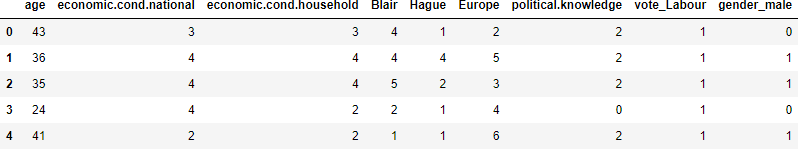 age economic.cond.national economic.cond.household Blair Hague Europe political.knowledge vote_Labour gender_male
0 43 3 3 4 1 2 2 1 0
1 36 4 4 4 4 5 2 1 1
2 35 4 4 5 2 3 2 1 1
3 24 4 2 2 1 4 0 1 0
4 41 2 2 1 1 6 2 1 1